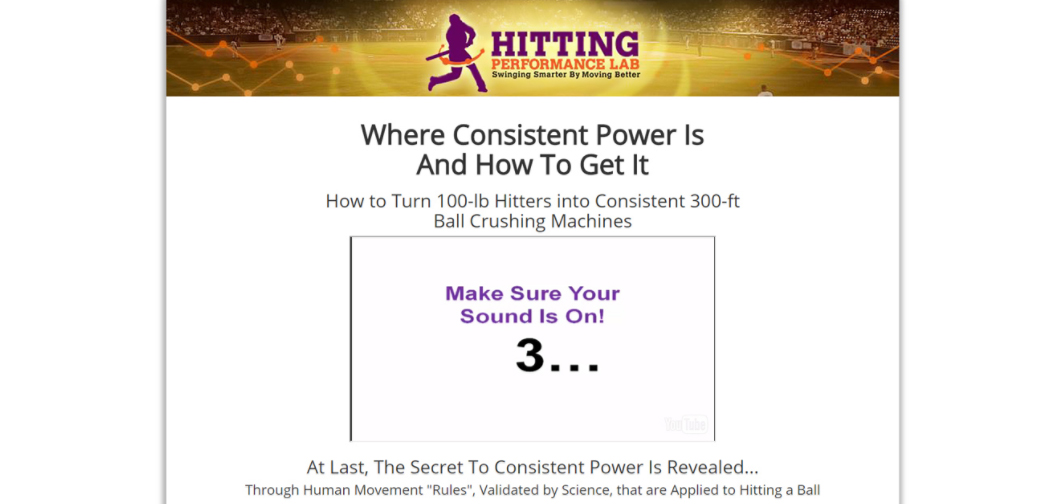 HITTING
PERFORMANCE LAB
Swinging Smarter By Moving Better
Where Consistent Power Is
And How To Get It
How to Turn 100-lb Hitters into Consistent 300-ft
Ball Crushing Machines
Make Sure Your
Sound Is On!
3...
YouTube
At Last, The Secret To Consistent Power Is Revealed...
Through Human Movement "Rules", Validated by Science, that are Applied to Hitting a Ball